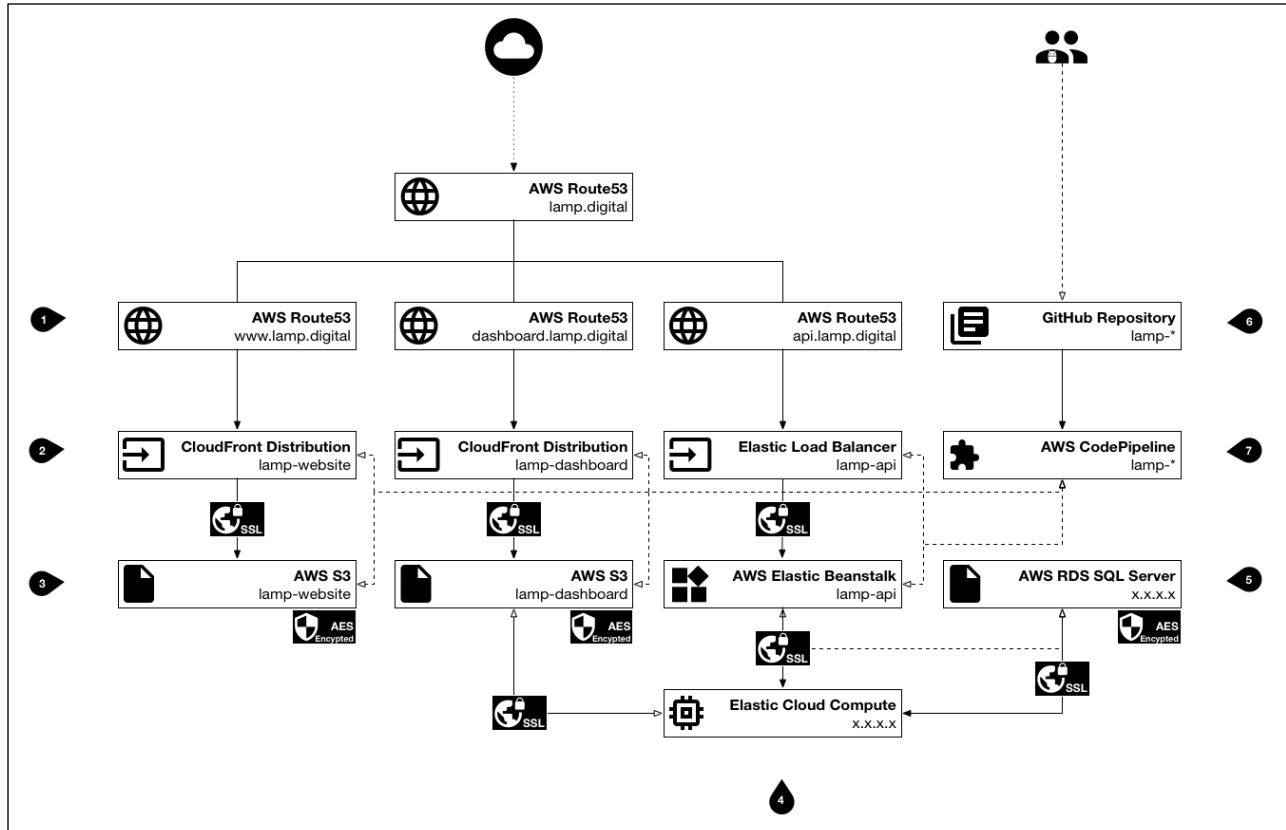 AWS Route53
lamp.digital
1
AWS Route53
www.lamp.digital
AWS Route53
dashboard.lamp.digital
AWS Route53
api.lamp.digital
GitHub Repository
lamp-*
6
2
CloudFront Distribution
lamp-website
CloudFront Distribution
lamp-dashboard
Elastic Load Balancer
lamp-api
AWS CodePipeline
lamp-*
7
SSL
SSL
SSL
3
AWS S3
lamp-website
AES
Encypted
AWS S3
lamp-dashboard
AES
Encypted
AWS Elastic Beanstalk
lamp-api
AWS RDS SQL Server
x.x.x.x
AES
Encypted
5
SSL
SSL
SSL
Elastic Cloud Compute
x.x.x.x
4